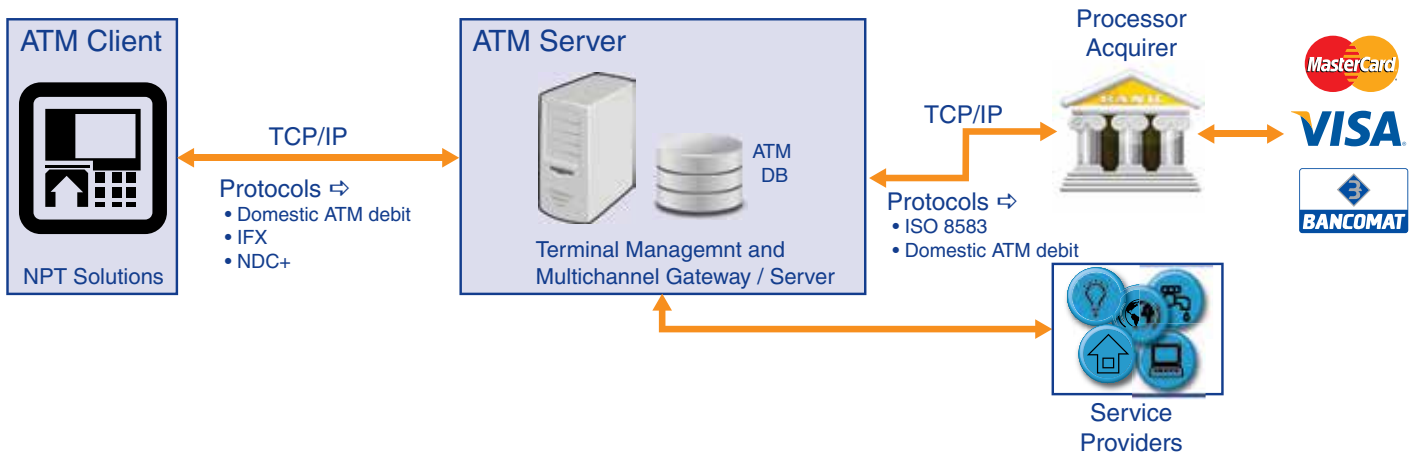 ATM Client
NPT Solutions
TCP/IP
Protocols ⇨
• Domestic ATM debit
• IFX
• NDC+
ATM Server
ATM
DB
Terminal Managemnt and
Multichannel Gateway / Server
TCP/IP
Protocols ⇨
• ISO 8583
• Domestic ATM debit
Processor
Acquirer
BANK
MasterCard
VISA
BANCOMAT
Service
Providers